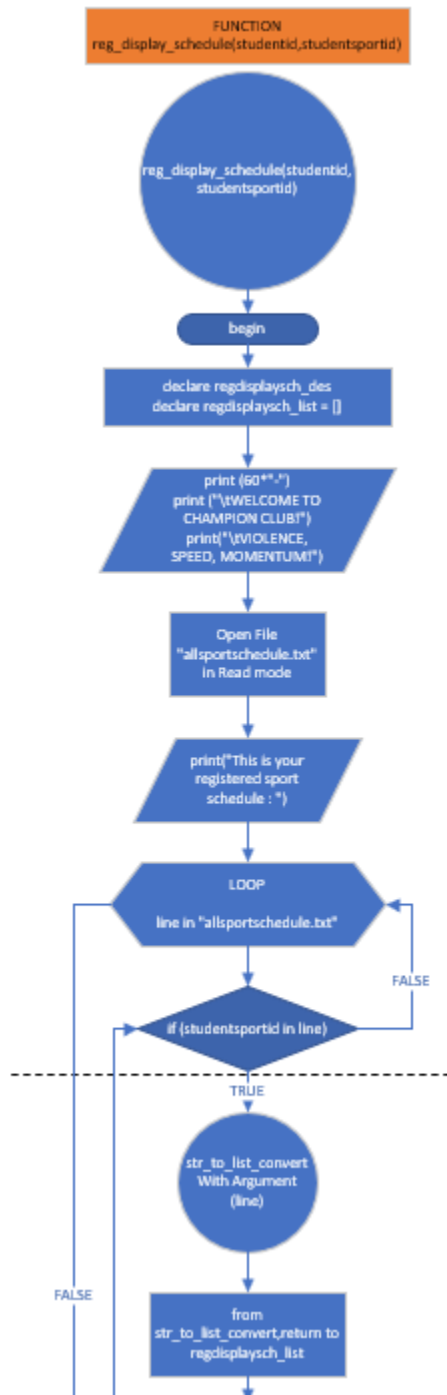 FUNCTION
reg_display_schedule(studentid,studentsportid)
reg_display_schedule(studentid,
studentsportid)
begin
declare regdisplaysch_des
declare regdisplaysch_list = []
print (60*"-")
print ("\tWELCOME TO
CHAMPION CLUB!")
print("\tVIOLENCE,
SPEED, MOMENTUM!")
Open File
"allsportschedule.txt"
in Read mode
print("This is your
registered sport
schedule : ")
LOOP
line in "allsportschedule.txt"
FALSE
if (studentsportid in line)
TRUE
str_to_list_convert
With Argument
(line)
FALSE
from
str_to_list_convert,return to
regdisplaysch_list